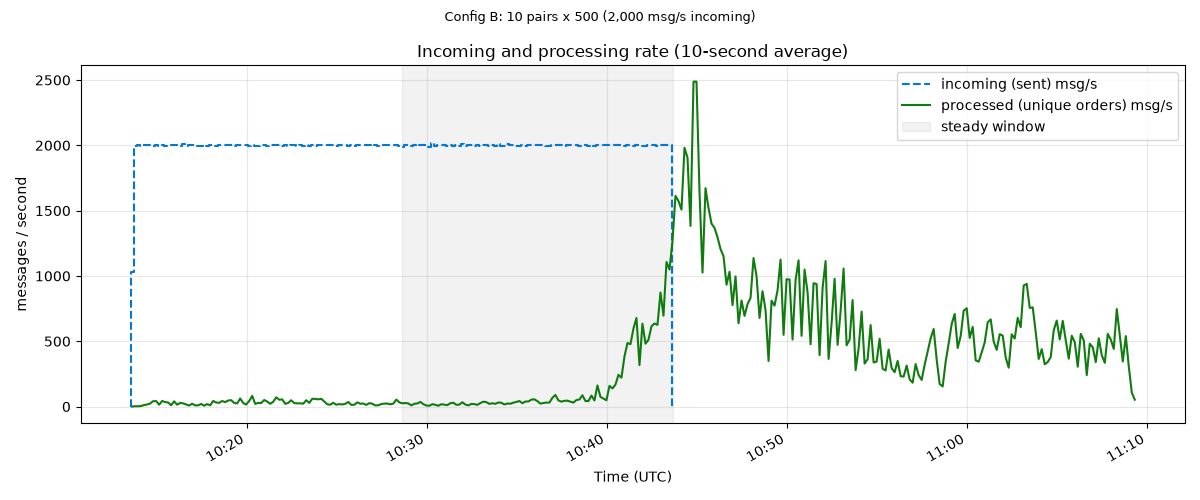 Config B: 10 pairs x 500 (2,000 msg/s incoming)
Incoming and processing rate (10-second average)
incoming (sent) msg/s
processed (unique orders) msg/s
steady window
messages / second
2500
2000
1500
1000
500
0
10:20
10:30
10:40
10:50
11:00
11:10
Time (UTC)